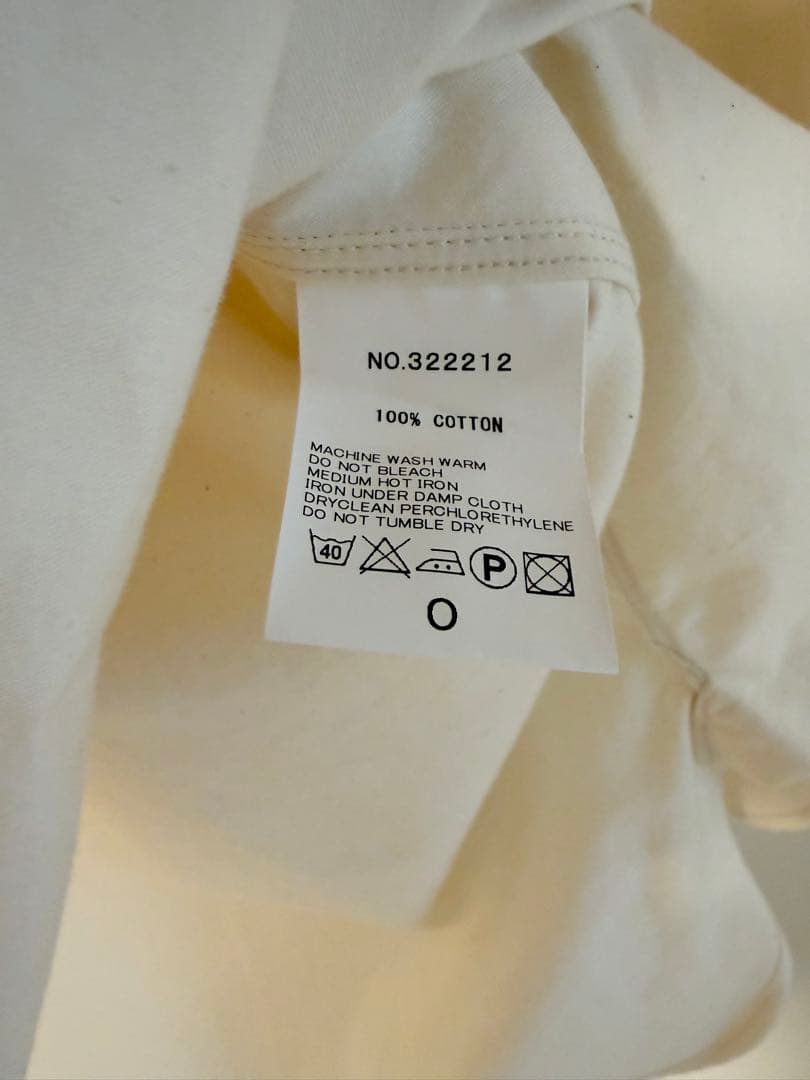 NO.322212
100% COTTON
MACHINE WASH WARM
DO NOT BLEACH
MEDIUM HOT IRON
IRON UNDER DAMP CLOTH
DRYCLEAN PERCHLORETHYLENE
DO NOT TUMBLE DRY
40 P
O